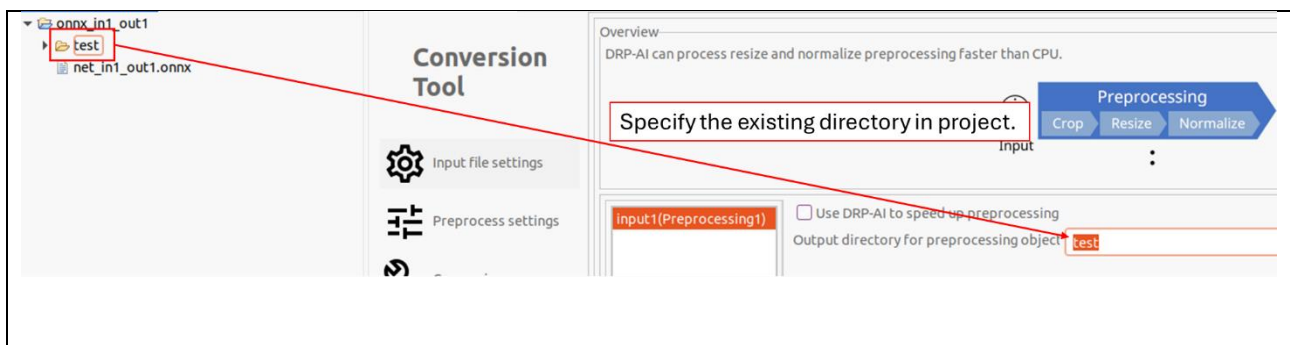 onnx_in1_out1
test
net_in1_out1.onnx
Conversion
Tool
Input file settings
Preprocess settings
Overview
DRP-AI can process resize and normalize preprocessing faster than CPU.
Specify the existing directory in project.
Input
Preprocessing
Crop Resize Normalize
:
input1(Preprocessing1)
Use DRP-AI to speed up preprocessing
Output directory for preprocessing object
test